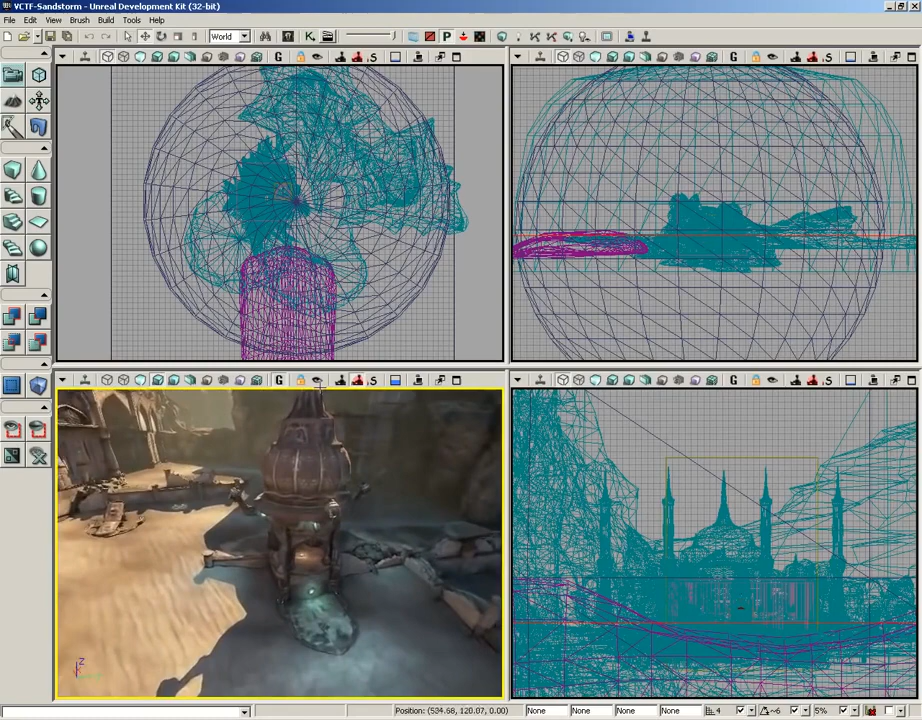 VCTF-Sandstorm - Unreal Development Kit (32-bit)
File Edit View Brush Build Tools Help
World K P
G S
G S
G S
G S
Z
Position: (534.68, 120.07, 0.00) None None None None 4 ~6 5%